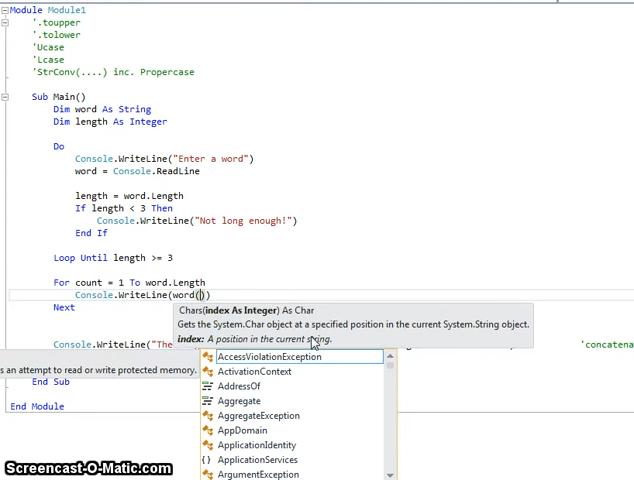 Module Module1
'.toupper
'.tolower
'Ucase
'Lcase
'StrConv(....) inc. Propercase
Sub Main()
Dim word As String
Dim length As Integer
Do
Console.WriteLine("Enter a word")
word = Console.ReadLine
length = word.Length
If length < 3 Then
Console.WriteLine("Not long enough!")
End If
Loop Until length >= 3
For count = 1 To word.Length
Console.WriteLine(word())
Next
Chars(index As Integer) As Char
Gets the System.Char object at a specified position in the current System.String object.
index: A position in the current string.
Console.WriteLine("The 'concatena
AccessViolationException
s an attempt to read or write protected memory.
ActivationContext
End Sub
AddressOf
Aggregate
End Module
AggregateException
AppDomain
ApplicationIdentity
ApplicationServices
ArgumentException
Screencast-O-Matic.com